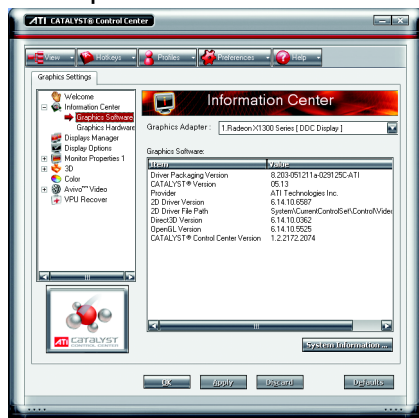 ATI CATALYST® Control Center
View Hotkeys Profiles Preferences Help
Graphics Settings
Welcome
Information Center
Graphics Software
Graphics Hardware
Displays Manager
Display Options
Monitor Properties 1
3D
Color
Avivo™ Video
VPU Recover
Information Center
Graphics Adapter: 1.Radeon X1300 Series [ DDC Display ]
Graphics Software:
Item Value
Driver Packaging Version 8.203-051211a-029125C-ATI
CATALYST® Version 05.13
Provider ATI Technologies Inc.
2D Driver Version 6.14.10.6587
2D Driver File Path System\CurrentControlSet\Control\Video
Direct3D Version 6.14.10.0362
OpenGL Version 6.14.10.5525
CATALYST® Control Center Version 1.2.2172.2074
ATI CATALYST
CONTROL CENTER
System Information...
OK Apply Discard Defaults